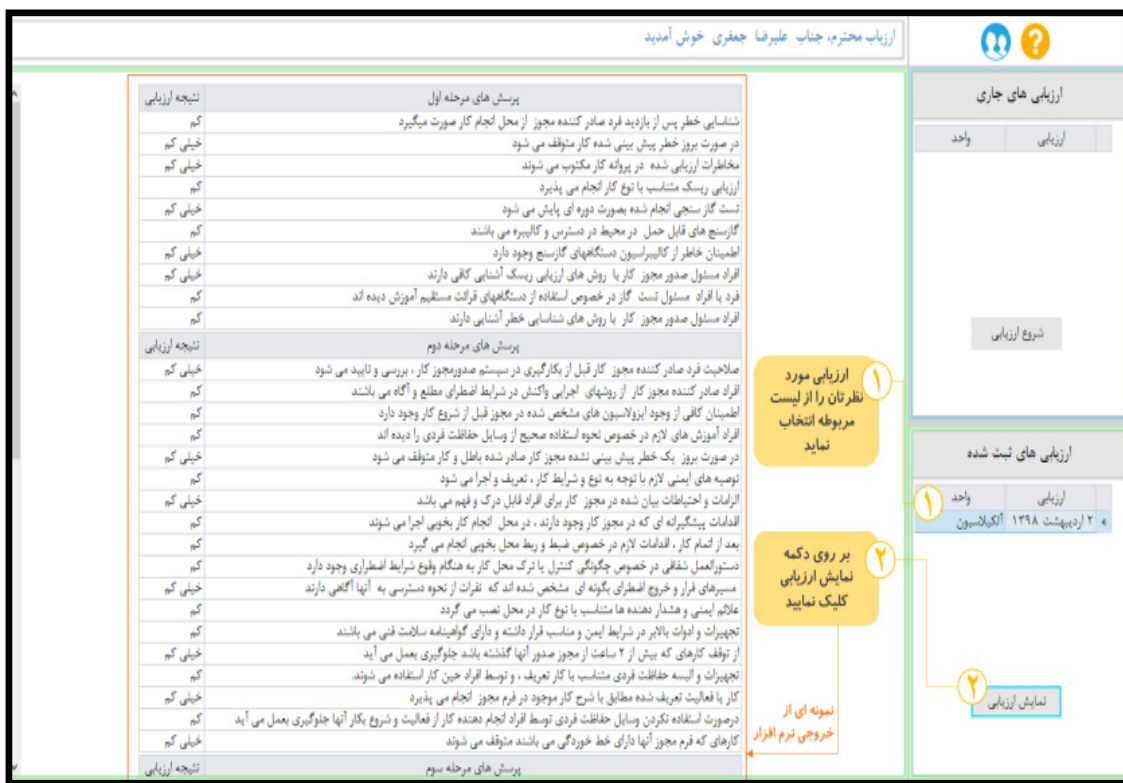 ارزیاب محترم، جناب علیرضا جعفری خوش آمدید
ارزیابی های جاری
ارزیابی واحد
شروع ارزیابی
ارزیابی های ثبت شده
ارزیابی واحد
۲ اردیبهشت ۱۳۹۸ آلکیلاسیون
نمایش ارزیابی
۱
ارزیابی مورد
نظرتان را از لیست
مربوطه انتخاب
نماید
۱
۲
بر روی دکمه
نمایش ارزیابی
کلیک نمایید
۲
نمونه ای از
خروجی نرم افزار
پرسش های مرحله اول نتیجه ارزیابی
شناسایی خطر پس از بازدید فرد صادر کننده مجوز از محل انجام کار صورت میگیرد کم
در صورت بروز خطر پیش بینی شده کار متوقف می شود خیلی کم
مخاطرات ارزیابی شده در پروانه کار مکتوب می شوند خیلی کم
ارزیابی ریسک متناسب با نوع کار انجام می پذیرد کم
تست گاز سنجی انجام شده بصورت دوره ای پایش می شود خیلی کم
گازسنج های قابل حمل در محیط در دسترس و کالیبره می باشند کم
اطمینان خاطر از کالیبراسیون دستگاههای گازسنج وجود دارد خیلی کم
افراد مسئول صدور مجوز کار با روش های ارزیابی ریسک آشنایی کافی دارند خیلی کم
فرد یا افراد مسئول تست گاز در خصوص استفاده از دستگاههای قرائت مستقیم آموزش دیده اند کم
افراد مسئول صدور مجوز کار با روش های شناسایی خطر آشنایی دارند کم
پرسش های مرحله دوم نتیجه ارزیابی
صلاحیت فرد صادر کننده مجوز کار قبل از بکارگیری در سیستم صدورمجوز کار ، بررسی و تایید می شود خیلی کم
افراد صادر کننده مجوز کار از روشهای اجرایی واکنش در شرایط اضطرای مطلع و آگاه می باشند کم
اطمینان کافی از وجود ایزولاسیون های مشخص شده در مجوز قبل از شروع کار وجود دارد کم
افراد آموزش های لازم در خصوص نحوه استفاده صحیح از وسایل حفاظت فردی را دیده اند کم
در صورت بروز یک خطر پیش بینی نشده مجوز کار صادر شده باطل و کار متوقف می شود خیلی کم
توصیه های ایمنی لازم با توجه به نوع و شرایط کار ، تعریف و اجرا می شود کم
الزامات و احتیاطات بیان شده در مجوز کار برای افراد قابل درک و فهم می باشد خیلی کم
اقدامات پیشگیرانه ای که در مجوز کار وجود دارند ، در محل انجام کار بخوبی اجرا می شوند کم
بعد از اتمام کار ، اقدامات لازم در خصوص ضبط و ربط محل بخوبی انجام می گیرد کم
دستورالعمل شفافی در خصوص چگونگی کنترل یا ترک محل کار به هنگام وقوع شرایط اضطراری وجود دارد کم
مسیرهای فرار و خروج اضطرای بگونه ای مشخص شده اند که نفرات از نحوه دسترسی به آنها آگاهی دارند خیلی کم
علائم ایمنی و هشدار دهنده ها متناسب با نوع کار در محل نصب می گردد کم
تجهیزات و ادوات بالابر در شرایط ایمن و مناسب قرار داشته و دارای گواهینامه سلامت فنی می باشند کم
از توقف کارهای که بیش از ۲ ساعت از مجوز صدور آنها گذشته باشد جلوگیری بعمل می آید خیلی کم
تجهیزات و البسه حفاظت فردی متناسب با کار تعریف ، و توسط افراد حین کار استفاده می شوند. کم
کار یا فعالیت تعریف شده مطابق با شرح کار موجود در فرم مجوز انجام می پذیرد خیلی کم
درصورت استفاده نکردن وسایل حفاظت فردی توسط افراد انجام دهنده کار از فعالیت و شروع بکار آنها جلوگیری بعمل می آید کم
کارهای که فرم مجوز آنها دارای خط خوردگی می باشند متوقف می شوند خیلی کم
پرسش های مرحله سوم نتیجه ارزیابی